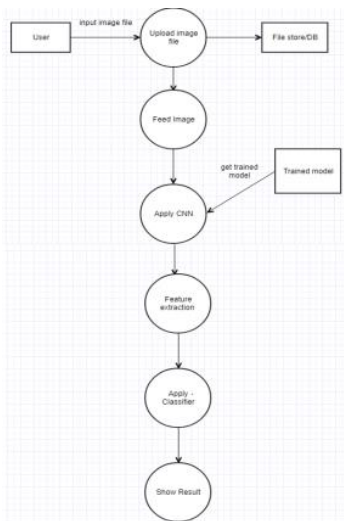 input image file
User
Upload image
file
File store/DB
Feed Image
get trained
model
Trained model
Apply CNN
Feature
extraction
Apply -
Classifier
Show Result